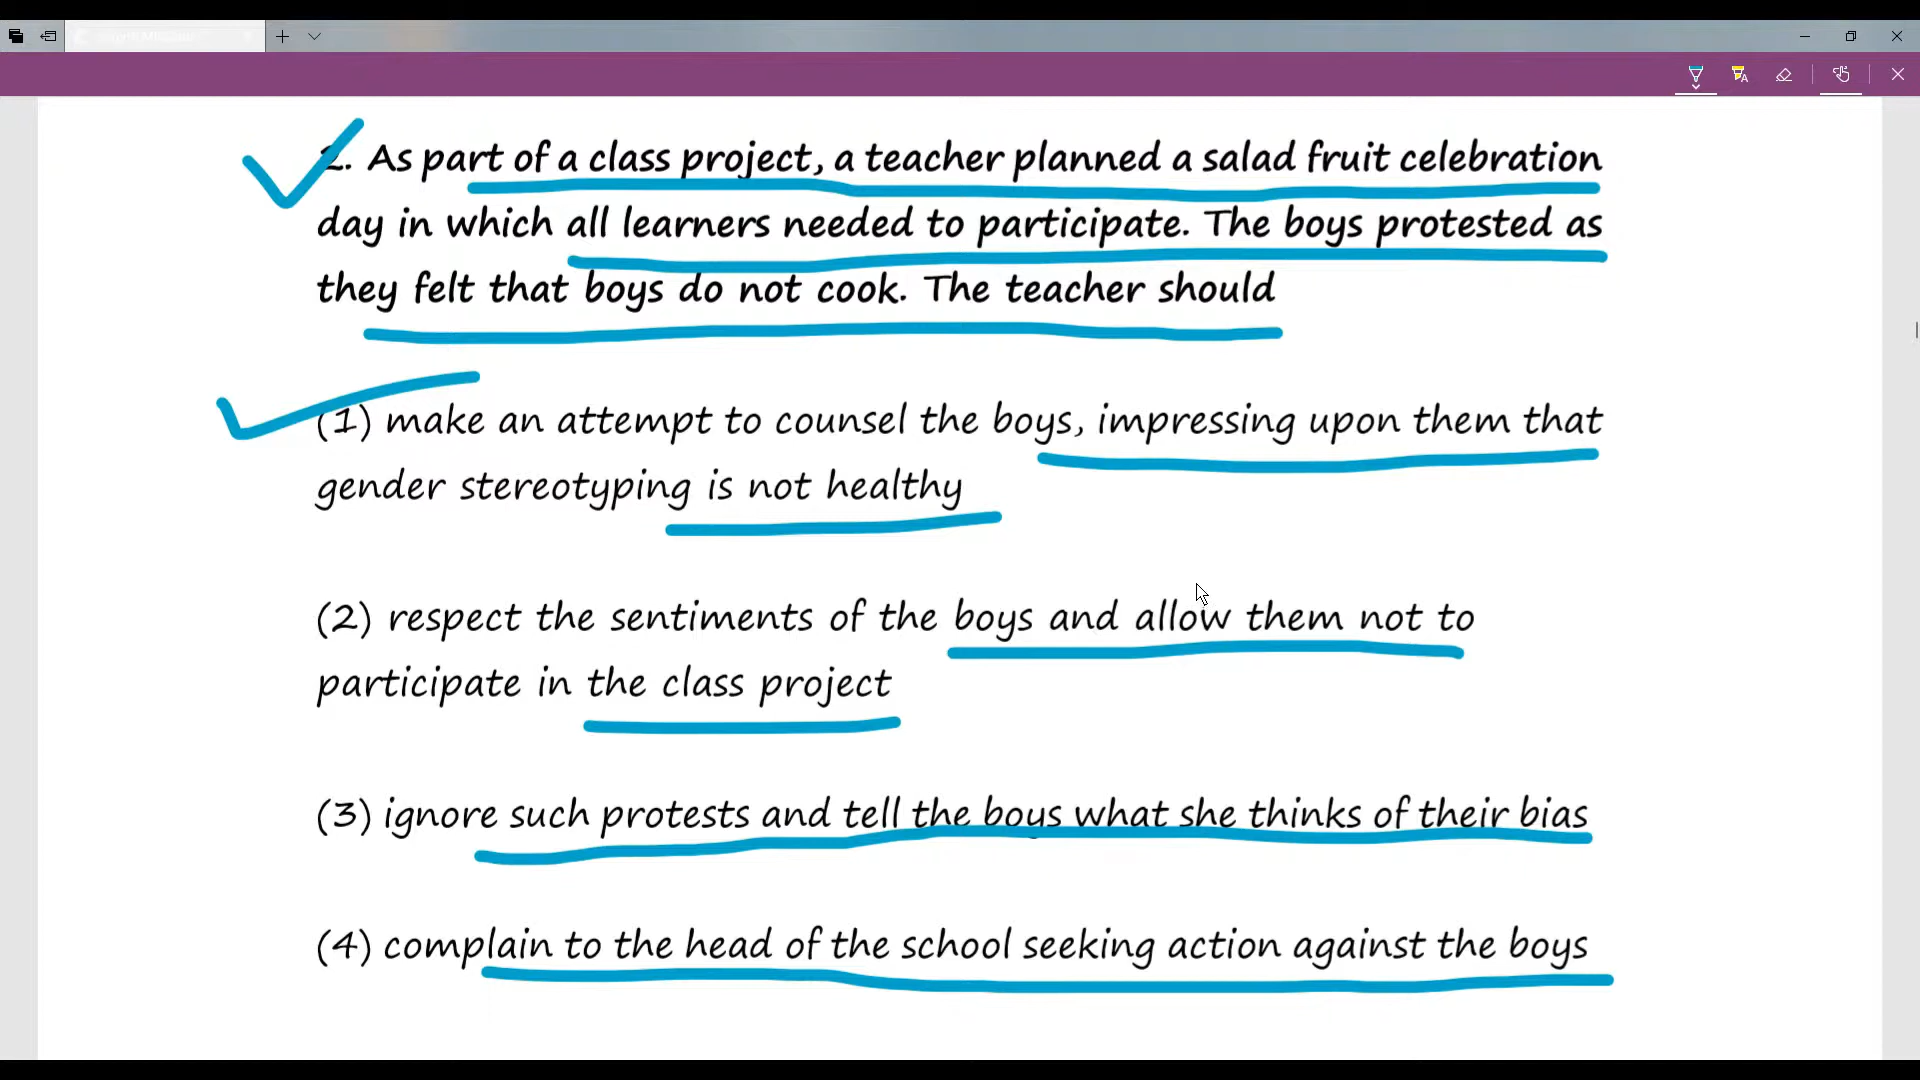 2. As part of a class project, a teacher planned a salad fruit celebration
day in which all learners needed to participate. The boys protested as
they felt that boys do not cook. The teacher should
(1) make an attempt to counsel the boys, impressing upon them that
gender stereotyping is not healthy
(2) respect the sentiments of the boys and allow them not to
participate in the class project
(3) ignore such protests and tell the boys what she thinks of their bias
(4) complain to the head of the school seeking action against the boys